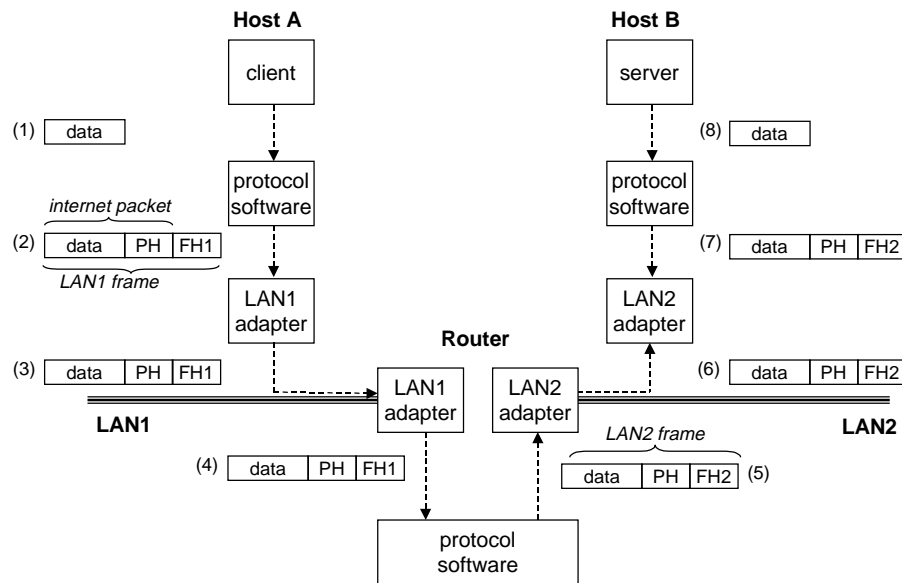 Host A
Host B
client
server
(1) data
(8) data
protocol
software
protocol
software
internet packet
(2) data PH FH1
(7) data PH FH2
LAN1 frame
LAN1
adapter
LAN2
adapter
Router
(3) data PH FH1
(6) data PH FH2
LAN1
adapter
LAN2
adapter
LAN1
LAN2
LAN2 frame
(4) data PH FH1
data PH FH2 (5)
protocol
software